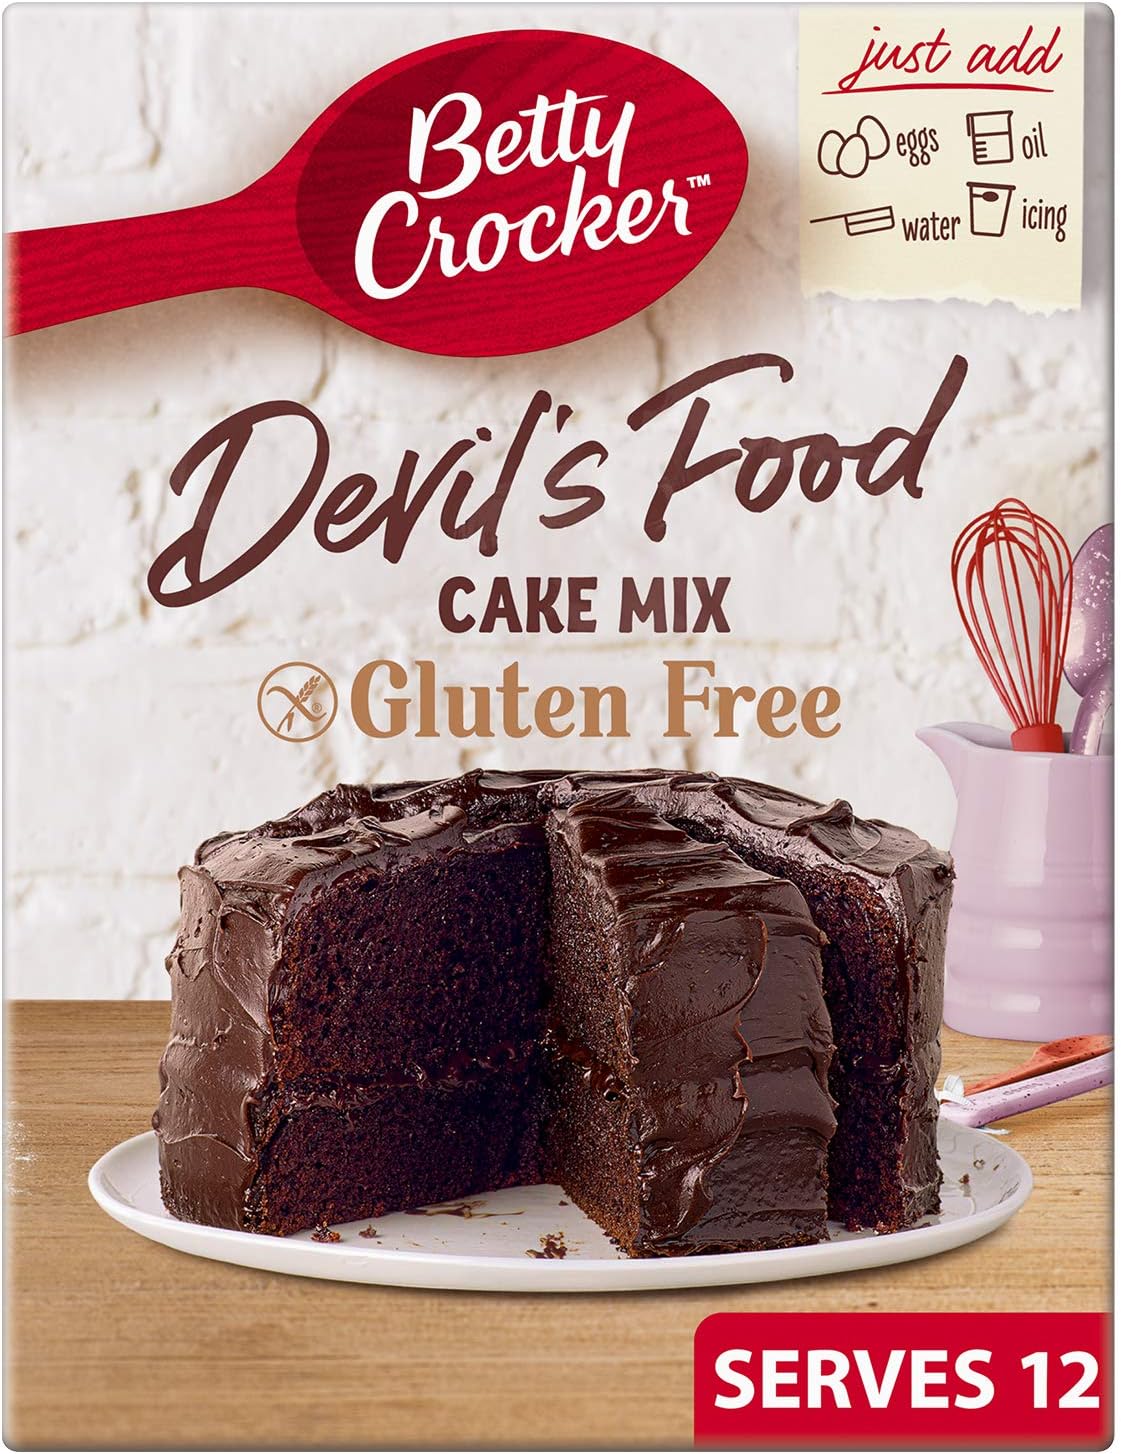 Betty
Crocker™
just add
eggs
oil
water
icing
Devil's Food
CAKE MIX
Gluten Free
®
SERVES 12